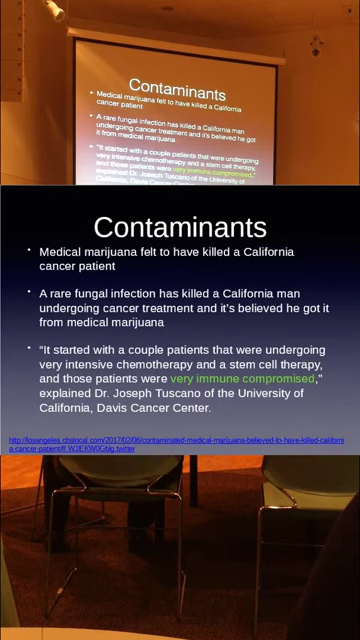 Contaminants
• Medical marijuana felt to have killed a California
cancer patient
• A rare fungal infection has killed a California man
undergoing cancer treatment and it's believed he got
it from medical marijuana
• "It started with a couple patients that were undergoing
very intensive chemotherapy and a stem cell therapy,
and those patients were very immune compromised,"
explained Dr. Joseph Tuscano of the University of
California, Davis Cancer
Contaminants
• Medical marijuana felt to have killed a California
cancer patient
• A rare fungal infection has killed a California man
undergoing cancer treatment and it's believed he got it
from medical marijuana
• “It started with a couple patients that were undergoing
very intensive chemotherapy and a stem cell therapy,
and those patients were very immune compromised,”
explained Dr. Joseph Tuscano of the University of
California, Davis Cancer Center.
http://losangeles.cbslocal.com/2017/02/06/contaminated-medical-marijuana-believed-to-have-killed-californi
a-cancer-patient/#.WJIEKW0Gblg.twitter